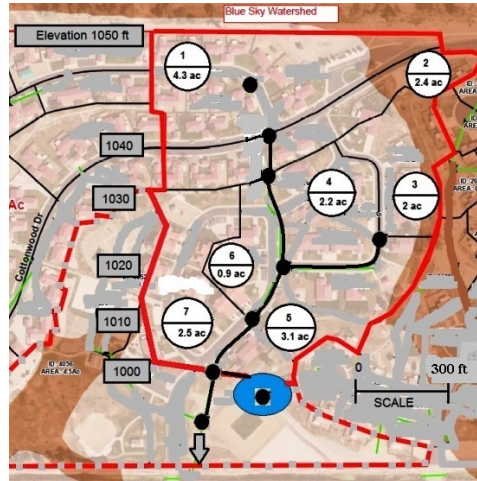 Blue Sky Watershed
Elevation 1050 ft
1
4.3 ac
2
2.4 ac
1040
1030
4
2.2 ac
3
2 ac
Cottonwood Dr
1020
6
0.9 ac
1010
7
2.5 ac
5
3.1 ac
1000
0
300 ft
SCALE